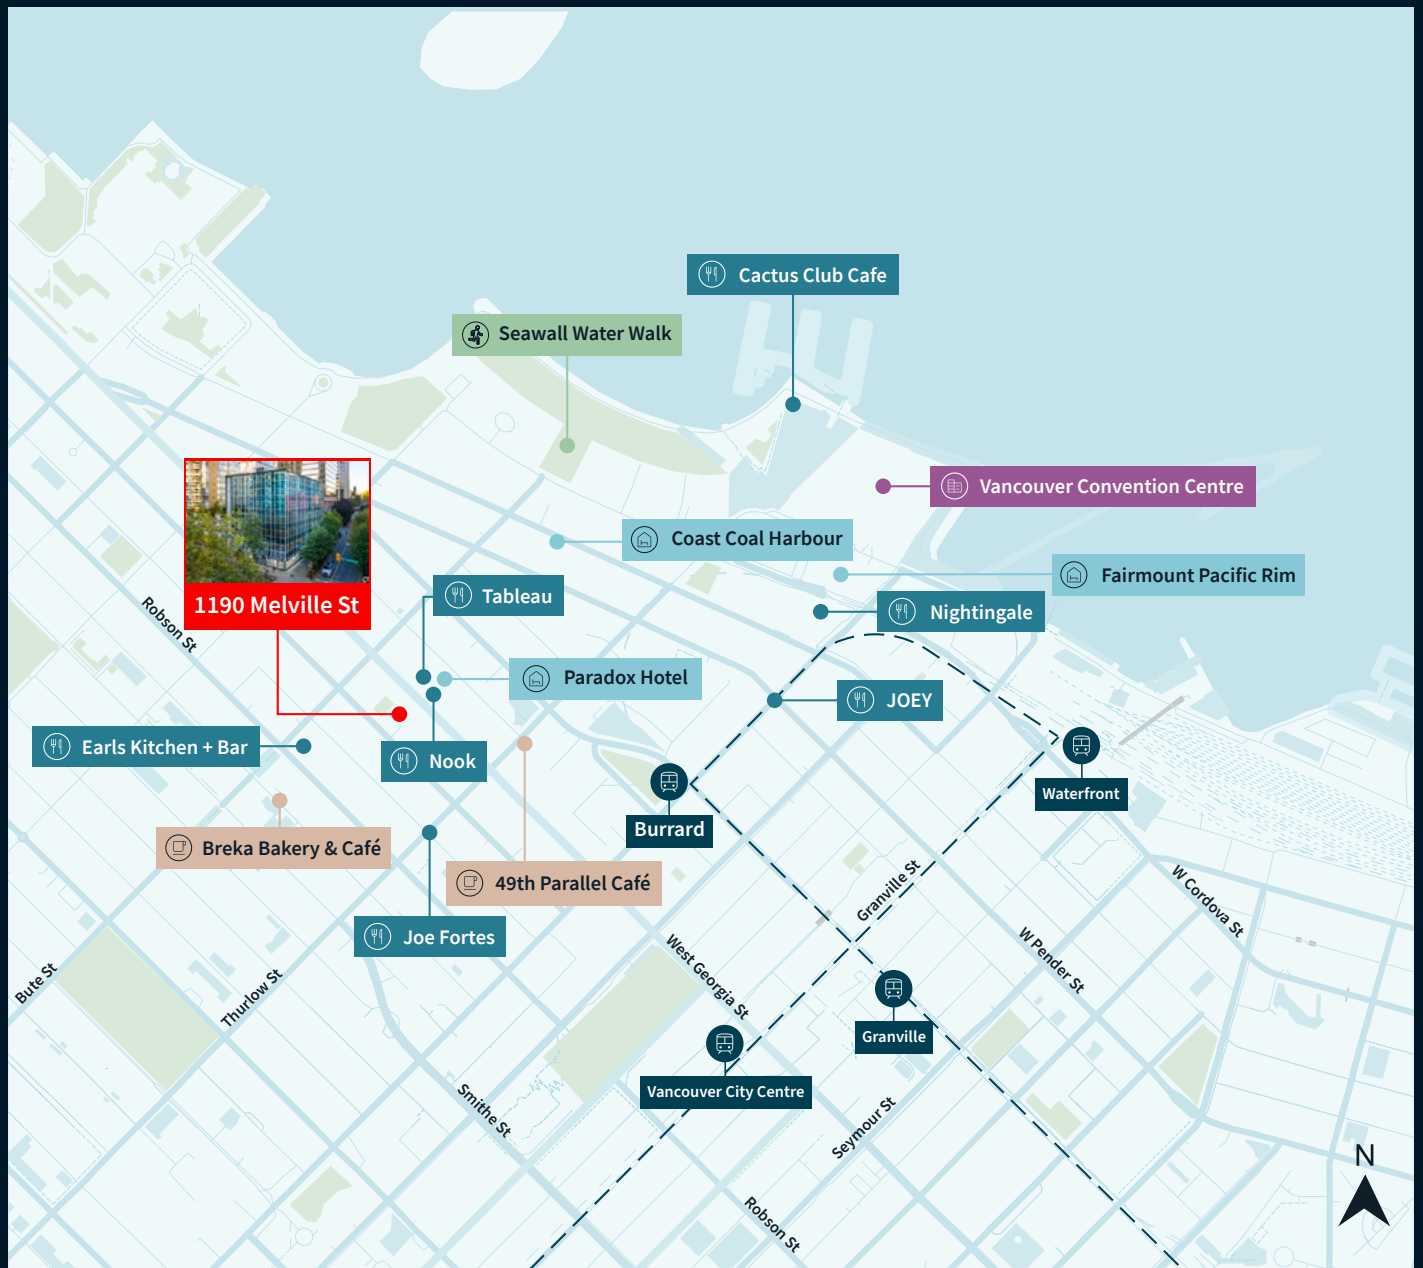 Cactus Club Cafe
Seawall Water Walk
Vancouver Convention Centre
Coast Coal Harbour
Fairmount Pacific Rim
1190 Melville St
Tableau
Nightingale
Robson St
Paradox Hotel
JOEY
Earls Kitchen + Bar
Nook
Waterfront
Burrard
Breka Bakery & Café
49th Parallel Café
Granville St
W Cordova St
Joe Fortes
West Georgia St
W Pender St
Bute St
Thurlow St
Granville
Vancouver City Centre
Smithe St
Seymour St
N
Robson St